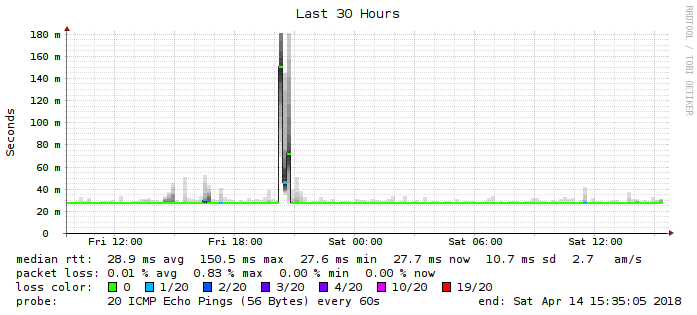 Last 30 Hours
RRDTOOL / TOBI OETIKER
Seconds
180 m
160 m
140 m
120 m
100 m
80 m
60 m
40 m
20 m
0
Fri 12:00 Fri 18:00 Sat 00:00 Sat 06:00 Sat 12:00
median rtt: 28.9 ms avg 150.5 ms max 27.6 ms min 27.7 ms now 10.7 ms sd 2.7 am/s
packet loss: 0.01 % avg 0.83 % max 0.00 % min 0.00 % now
loss color: 0 1/20 2/20 3/20 4/20 10/20 19/20
probe: 20 ICMP Echo Pings (56 Bytes) every 60s end: Sat Apr 14 15:35:05 2018